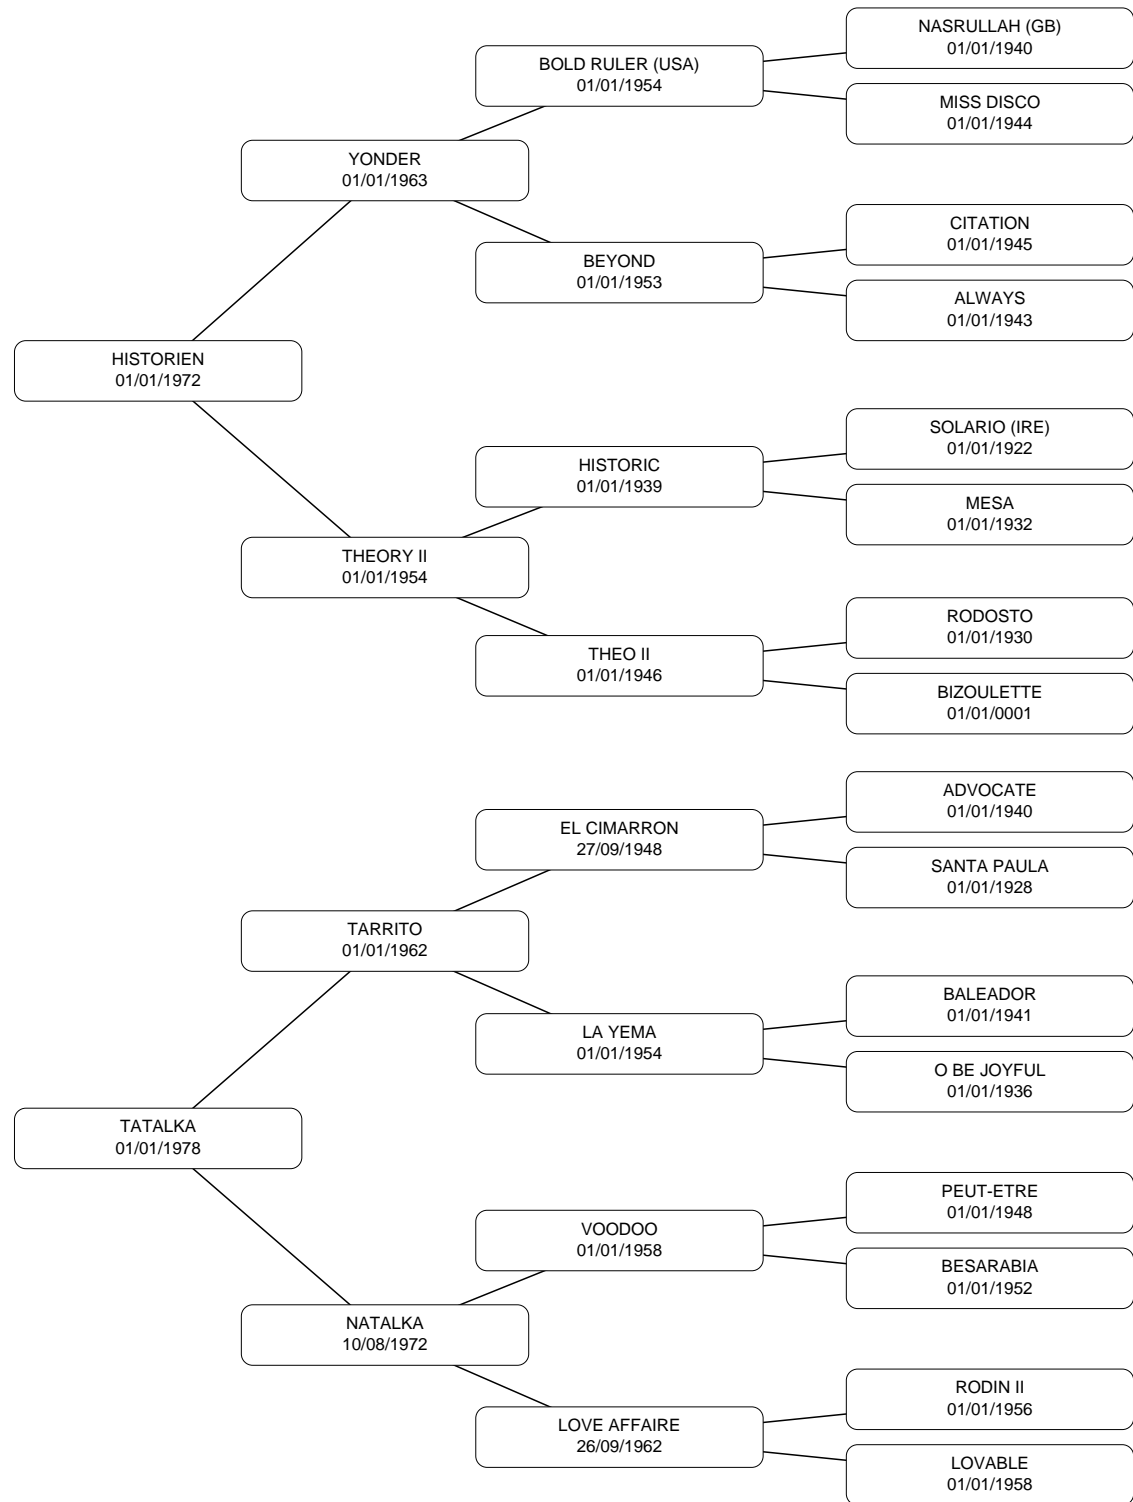 NASRULLAH (GB)
01/01/1940
BOLD RULER (USA)
01/01/1954
MISS DISCO
01/01/1944
YONDER
01/01/1963
CITATION
01/01/1945
BEYOND
01/01/1953
ALWAYS
01/01/1943
HISTORIEN
01/01/1972
SOLARIO (IRE)
01/01/1922
HISTORIC
01/01/1939
MESA
01/01/1932
THEORY II
01/01/1954
RODOSTO
01/01/1930
THEO II
01/01/1946
BIZOULETTE
01/01/0001
ADVOCATE
01/01/1940
EL CIMARRON
27/09/1948
SANTA PAULA
01/01/1928
TARRITO
01/01/1962
BALEADOR
01/01/1941
LA YEMA
01/01/1954
O BE JOYFUL
01/01/1936
TATALKA
01/01/1978
PEUT-ETRE
01/01/1948
VOODOO
01/01/1958
BESARABIA
01/01/1952
NATALKA
10/08/1972
RODIN II
01/01/1956
LOVE AFFAIRE
26/09/1962
LOVABLE
01/01/1958